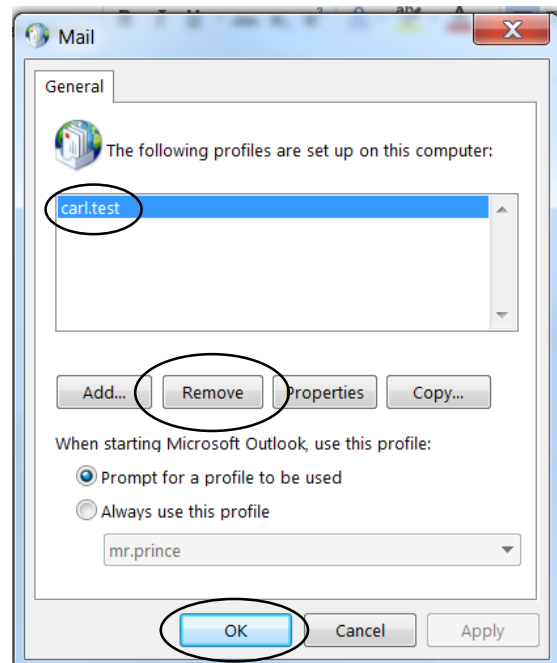 Mail
X
General
The following profiles are set up on this computer:
carl.test
Add... Remove Properties Copy...
When starting Microsoft Outlook, use this profile:
Prompt for a profile to be used
Always use this profile
mr.prince
OK Cancel Apply